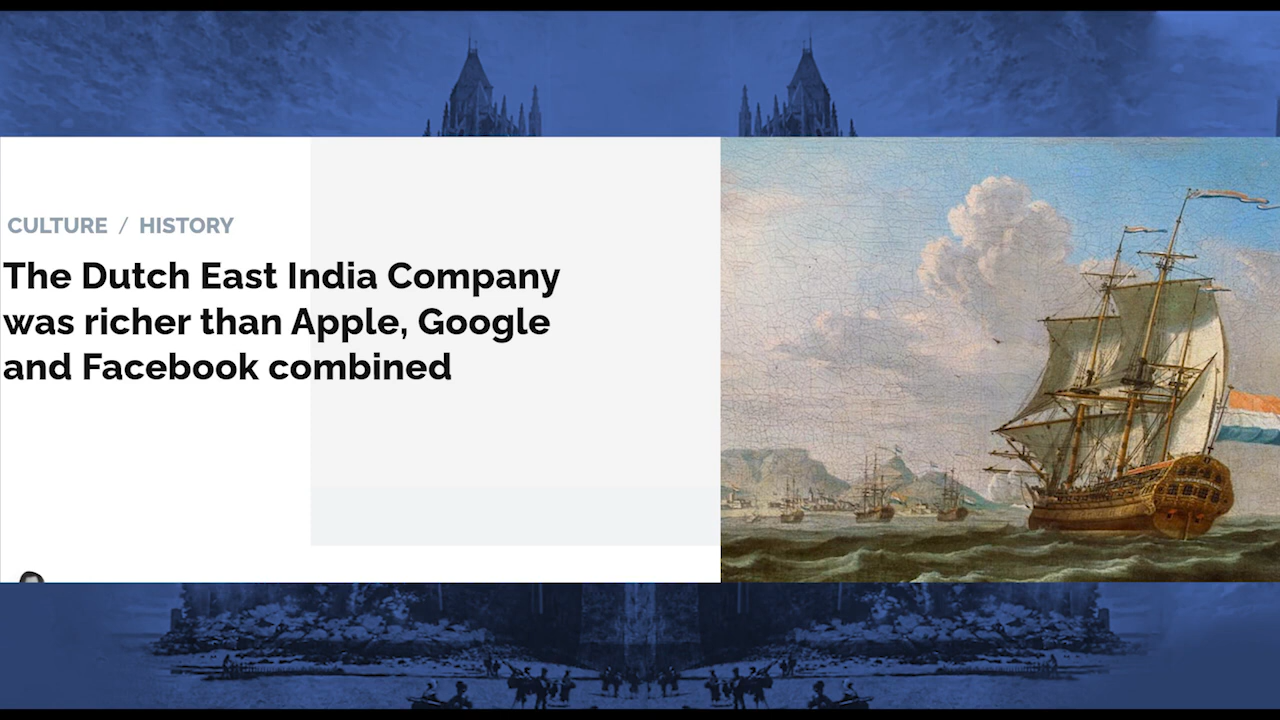 CULTURE / HISTORY
The Dutch East India Company
was richer than Apple, Google
and Facebook combined